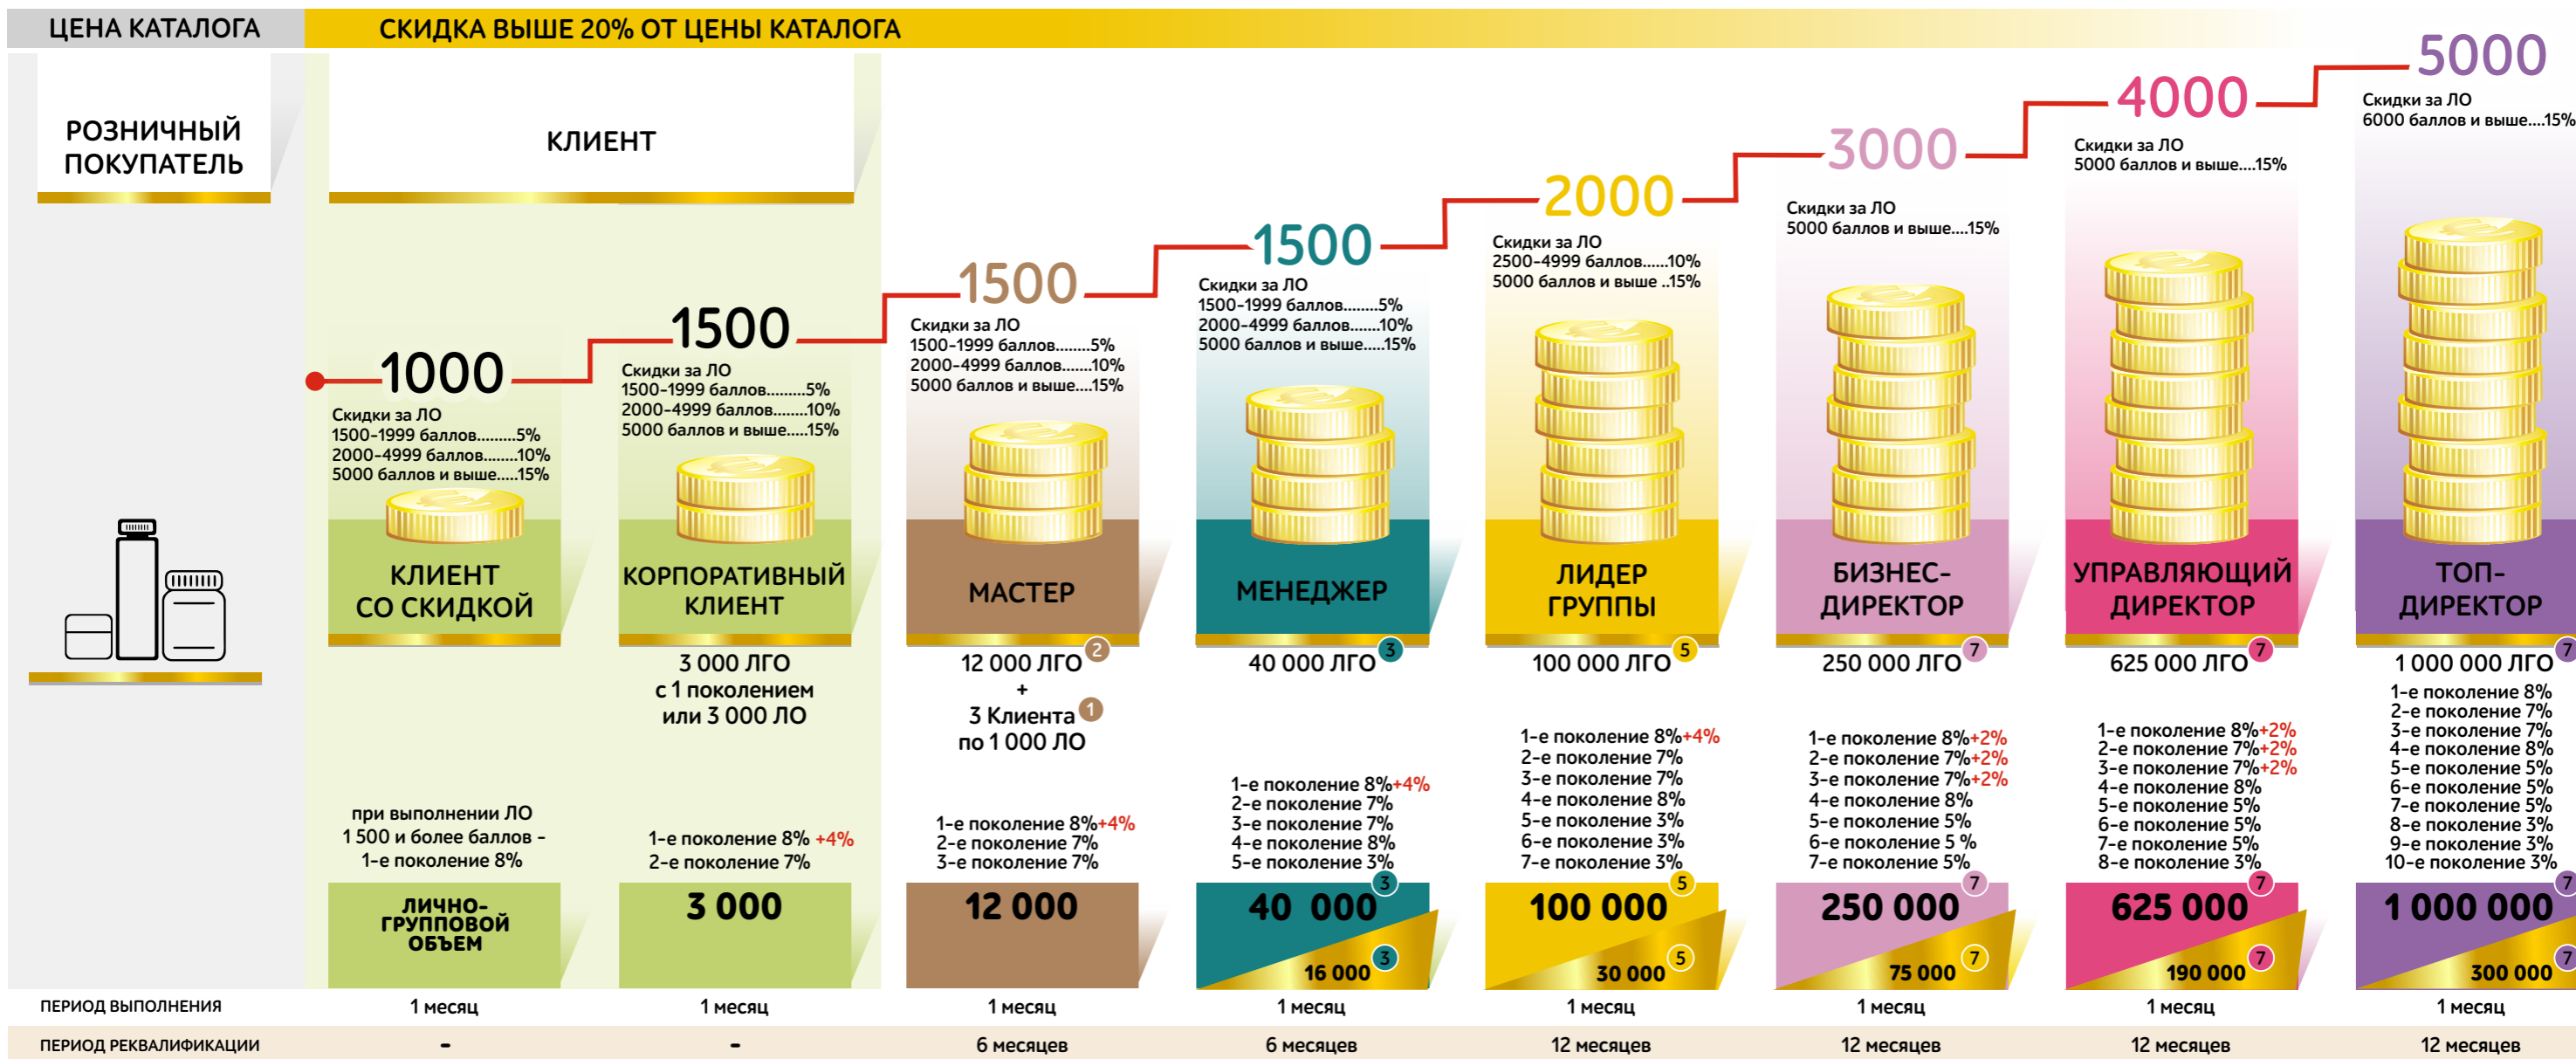 ЦЕНА КАТАЛОГА
СКИДКА ВЫШЕ 20% ОТ ЦЕНЫ КАТАЛОГА
РОЗНИЧНЫЙ
ПОКУПАТЕЛЬ
КЛИЕНТ
1000
Скидки за ЛО
1500-1999 баллов.........5%
2000-4999 баллов........10%
5000 баллов и выше.....15%
КЛИЕНТ
СО СКИДКОЙ
при выполнении ЛО
1 500 и более баллов -
1-е поколение 8%
ЛИЧНО-
ГРУППОВОЙ
ОБЪЕМ
1500
Скидки за ЛО
1500-1999 баллов.........5%
2000-4999 баллов........10%
5000 баллов и выше.....15%
КОРПОРАТИВНЫЙ
КЛИЕНТ
3 000 ЛГО
с 1 поколением
или 3 000 ЛО
1-е поколение 8% +4%
2-е поколение 7%
3 000
1500
Скидки за ЛО
1500-1999 баллов........5%
2000-4999 баллов.......10%
5000 баллов и выше....15%
МАСТЕР
12 000 ЛГО 2
+
3 Клиента 1
по 1 000 ЛО
1-е поколение 8%+4%
2-е поколение 7%
3-е поколение 7%
12 000
1500
Скидки за ЛО
1500-1999 баллов........5%
2000-4999 баллов.......10%
5000 баллов и выше.....15%
МЕНЕДЖЕР
40 000 ЛГО 3
1-е поколение 8%+4%
2-е поколение 7%
3-е поколение 7%
4-е поколение 8%
5-е поколение 3%
40 000 3
16 000 3
2000
Скидки за ЛО
2500-4999 баллов......10%
5000 баллов и выше ..15%
ЛИДЕР
ГРУППЫ
100 000 ЛГО 5
1-е поколение 8%+4%
2-е поколение 7%
3-е поколение 7%
4-е поколение 8%
5-е поколение 3%
6-е поколение 3%
7-е поколение 3%
100 000 5
30 000 5
3000
Скидки за ЛО
5000 баллов и выше....15%
БИЗНЕС-
ДИРЕКТОР
250 000 ЛГО 7
1-е поколение 8%+2%
2-е поколение 7%+2%
3-е поколение 7%+2%
4-е поколение 8%
5-е поколение 5%
6-е поколение 5 %
7-е поколение 5%
250 000 7
75 000 7
4000
Скидки за ЛО
5000 баллов и выше....15%
УПРАВЛЯЮЩИЙ
ДИРЕКТОР
625 000 ЛГО 7
1-е поколение 8%+2%
2-е поколение 7%+2%
3-е поколение 7%+2%
4-е поколение 8%
5-е поколение 5%
6-е поколение 5%
7-е поколение 5%
8-е поколение 3%
625 000 7
190 000 7
5000
Скидки за ЛО
6000 баллов и выше....15%
ТОП-
ДИРЕКТОР
1 000 000 ЛГО 7
1-е поколение 8%
2-е поколение 7%
3-е поколение 7%
4-е поколение 8%
5-е поколение 5%
6-е поколение 5%
7-е поколение 5%
8-е поколение 3%
9-е поколение 3%
10-е поколение 3%
1 000 000 7
300 000 7
ПЕРИОД ВЫПОЛНЕНИЯ 1 месяц 1 месяц 1 месяц 1 месяц 1 месяц 1 месяц 1 месяц 1 месяц
ПЕРИОД РЕКВАЛИФИКАЦИИ - - 6 месяцев 6 месяцев 12 месяцев 12 месяцев 12 месяцев 12 месяцев